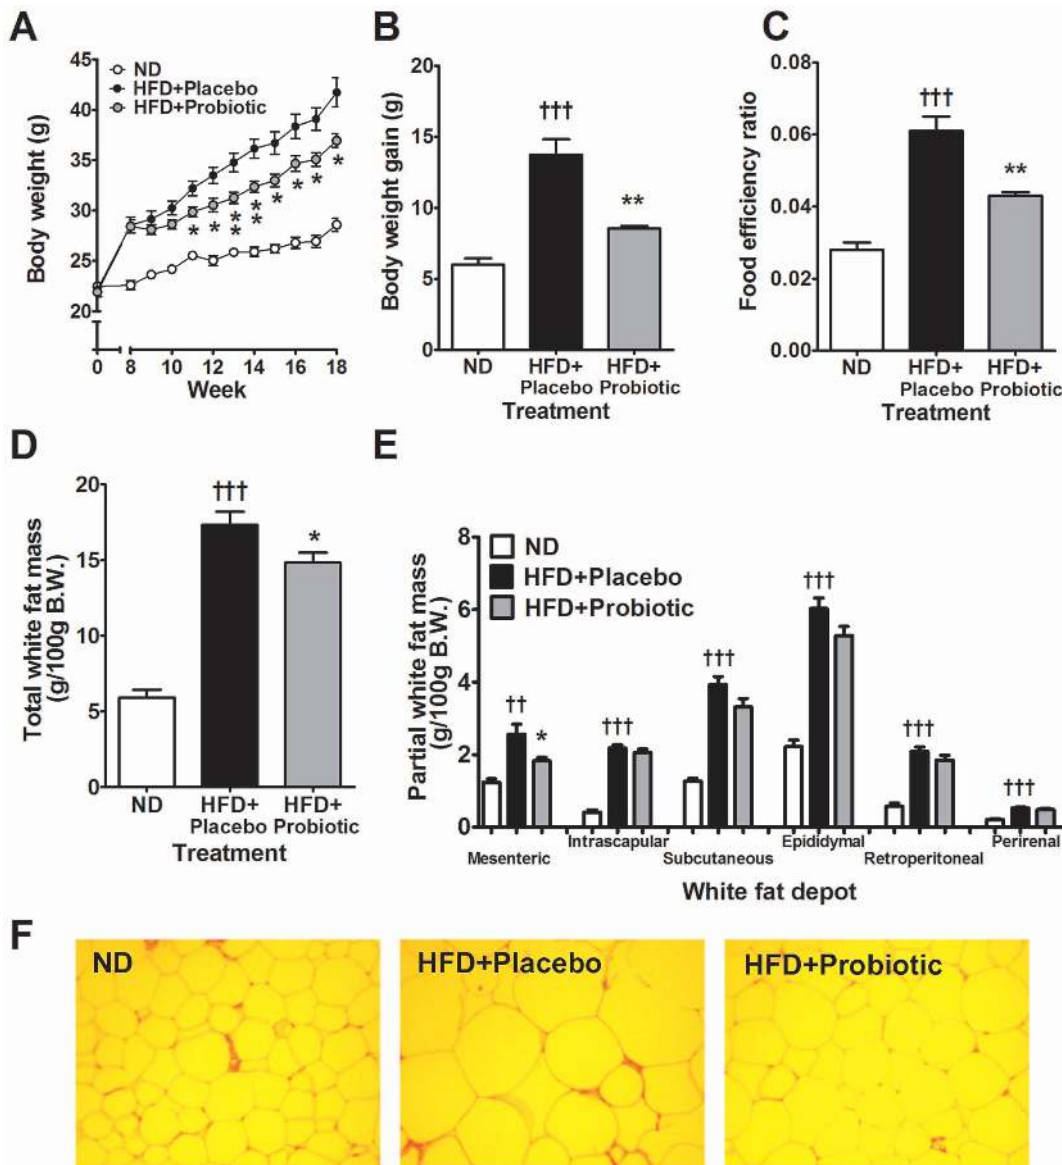 A
ND
HFD+Placebo
HFD+Probiotic
Body weight (g)
45
40
35
30
25
20
* * ** ** * * * *
0 8 10 12 14 16 18
Week
B
Body weight gain (g)
20
15
10
5
0
†††
**
ND
HFD+
Placebo
HFD+
Probiotic
Treatment
C
Food efficiency ratio
0.08
0.06
0.04
0.02
0.00
†††
**
ND
HFD+
Placebo
HFD+
Probiotic
Treatment
D
Total white fat mass
(g/100g B.W.)
20
15
10
5
0
†††
*
ND
HFD+
Placebo
HFD+
Probiotic
Treatment
E
ND
HFD+Placebo
HFD+Probiotic
Partial white fat mass
(g/100g B.W.)
8
6
4
2
0
††
*
†††
†††
†††
†††
†††
Mesenteric
Intrascapular
Subcutaneous
Epididymal
Retroperitoneal
Perirenal
White fat depot
F
ND
HFD+Placebo
HFD+Probiotic